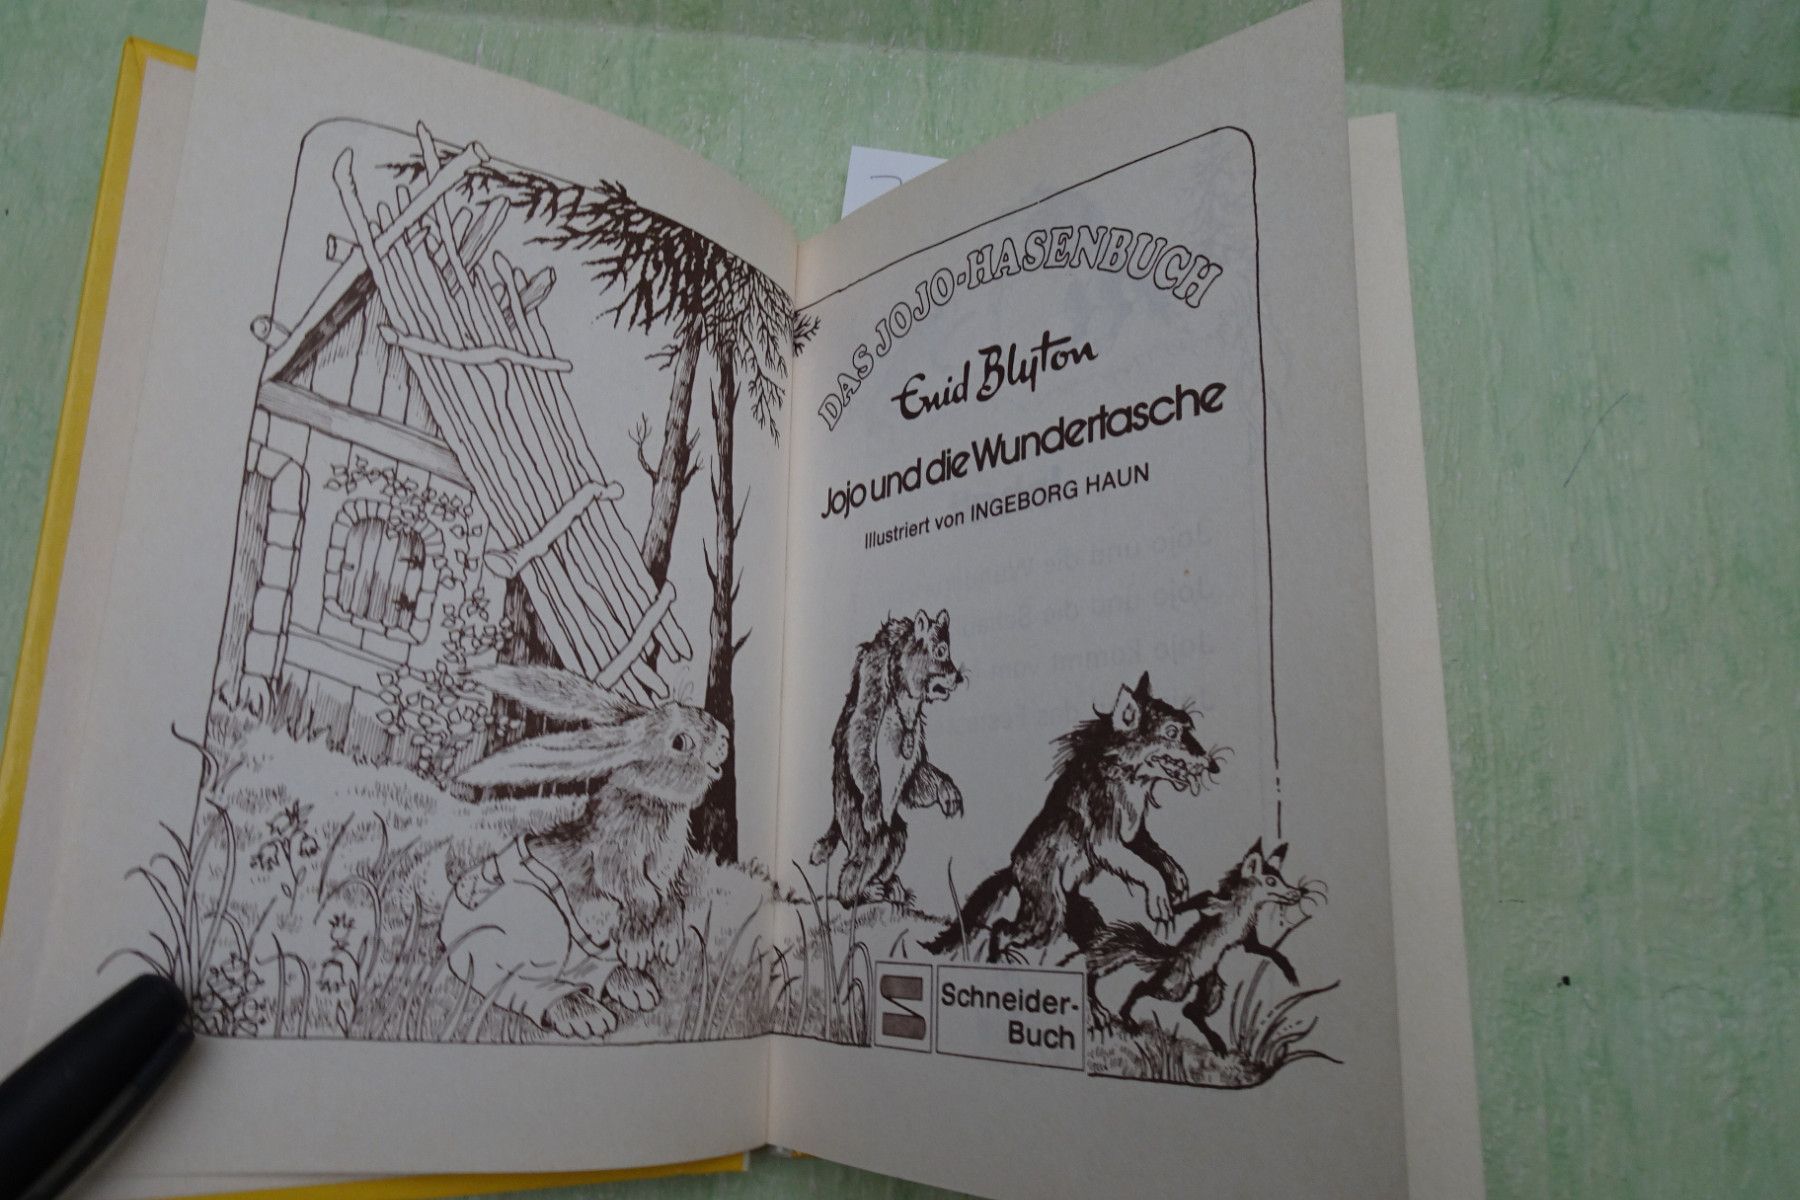 DAS JOJO-HASENBUCH
Enid Blyton
Jojo und die Wundertasche
Illustriert von INGEBORG HAUN
Schneider-
Buch